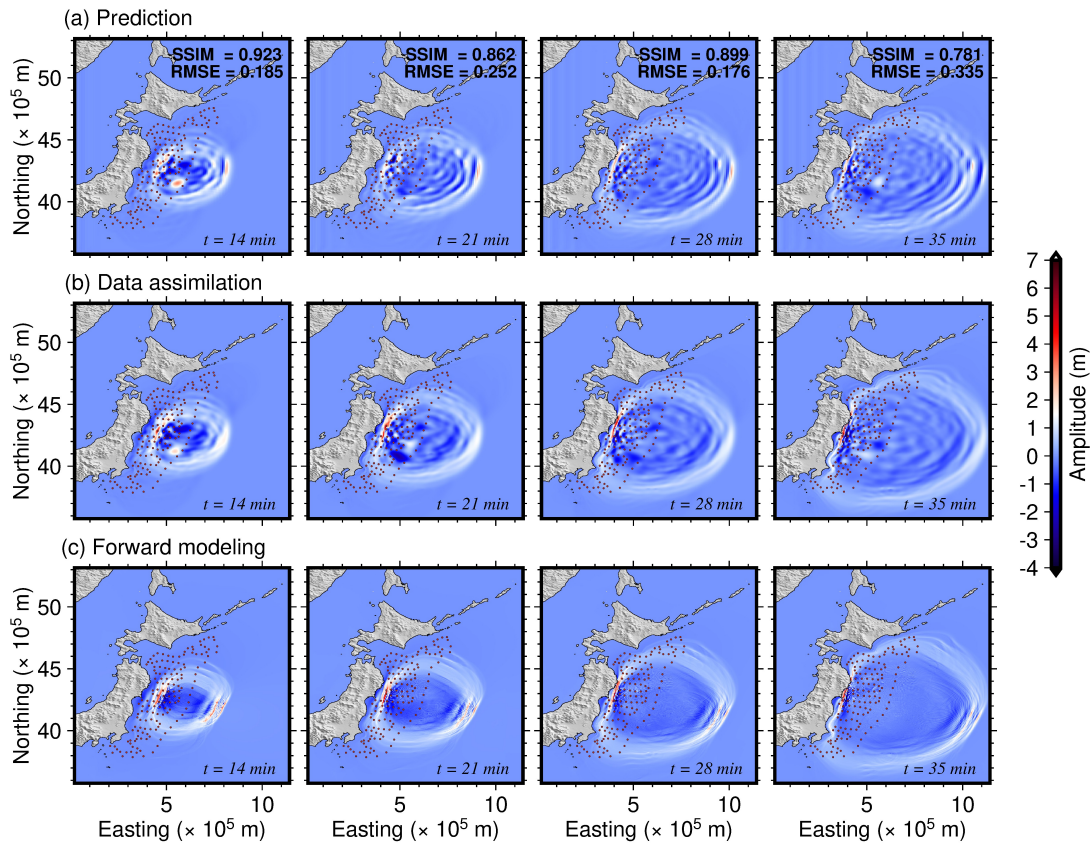 (a) Prediction
SSIM = 0.923
RMSE = 0.185
SSIM = 0.862
RMSE = 0.252
SSIM = 0.899
RMSE = 0.176
SSIM = 0.781
RMSE = 0.335
50
45
40
Northing (× 10⁵ m)
t = 14 min
t = 21 min
t = 28 min
t = 35 min
(b) Data assimilation
50
45
40
Northing (× 10⁵ m)
t = 14 min
t = 21 min
t = 28 min
t = 35 min
(c) Forward modeling
50
45
40
Northing (× 10⁵ m)
t = 14 min
t = 21 min
t = 28 min
t = 35 min
5 10
5 10
5 10
5 10
Easting (× 10⁵ m)
Easting (× 10⁵ m)
Easting (× 10⁵ m)
Easting (× 10⁵ m)
7
6
5
4
3
2
1
0
-1
-2
-3
-4
Amplitude (m)